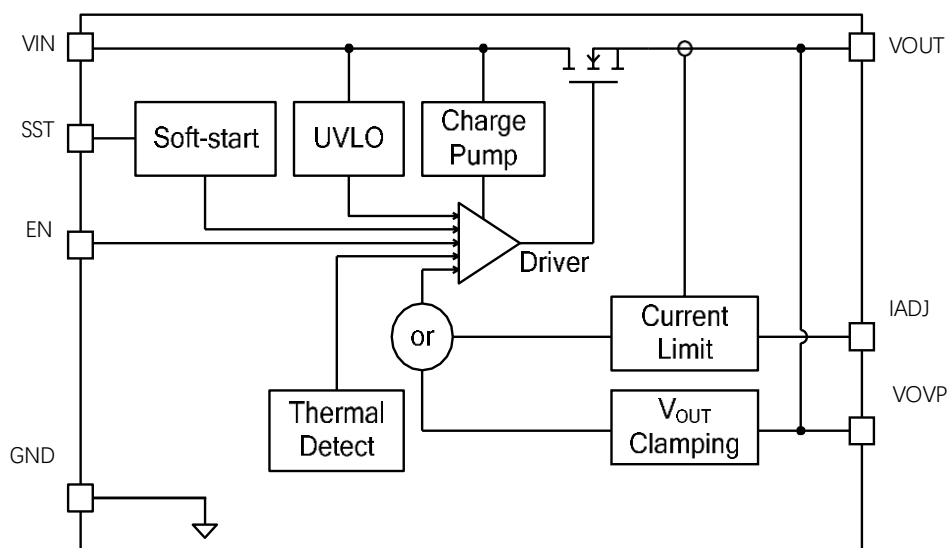 VIN
VOUT
SST
Soft-start
UVLO
Charge
Pump
EN
Driver
IADJ
or
Current
Limit
VOVP
Thermal
Detect
VOUT
Clamping
GND